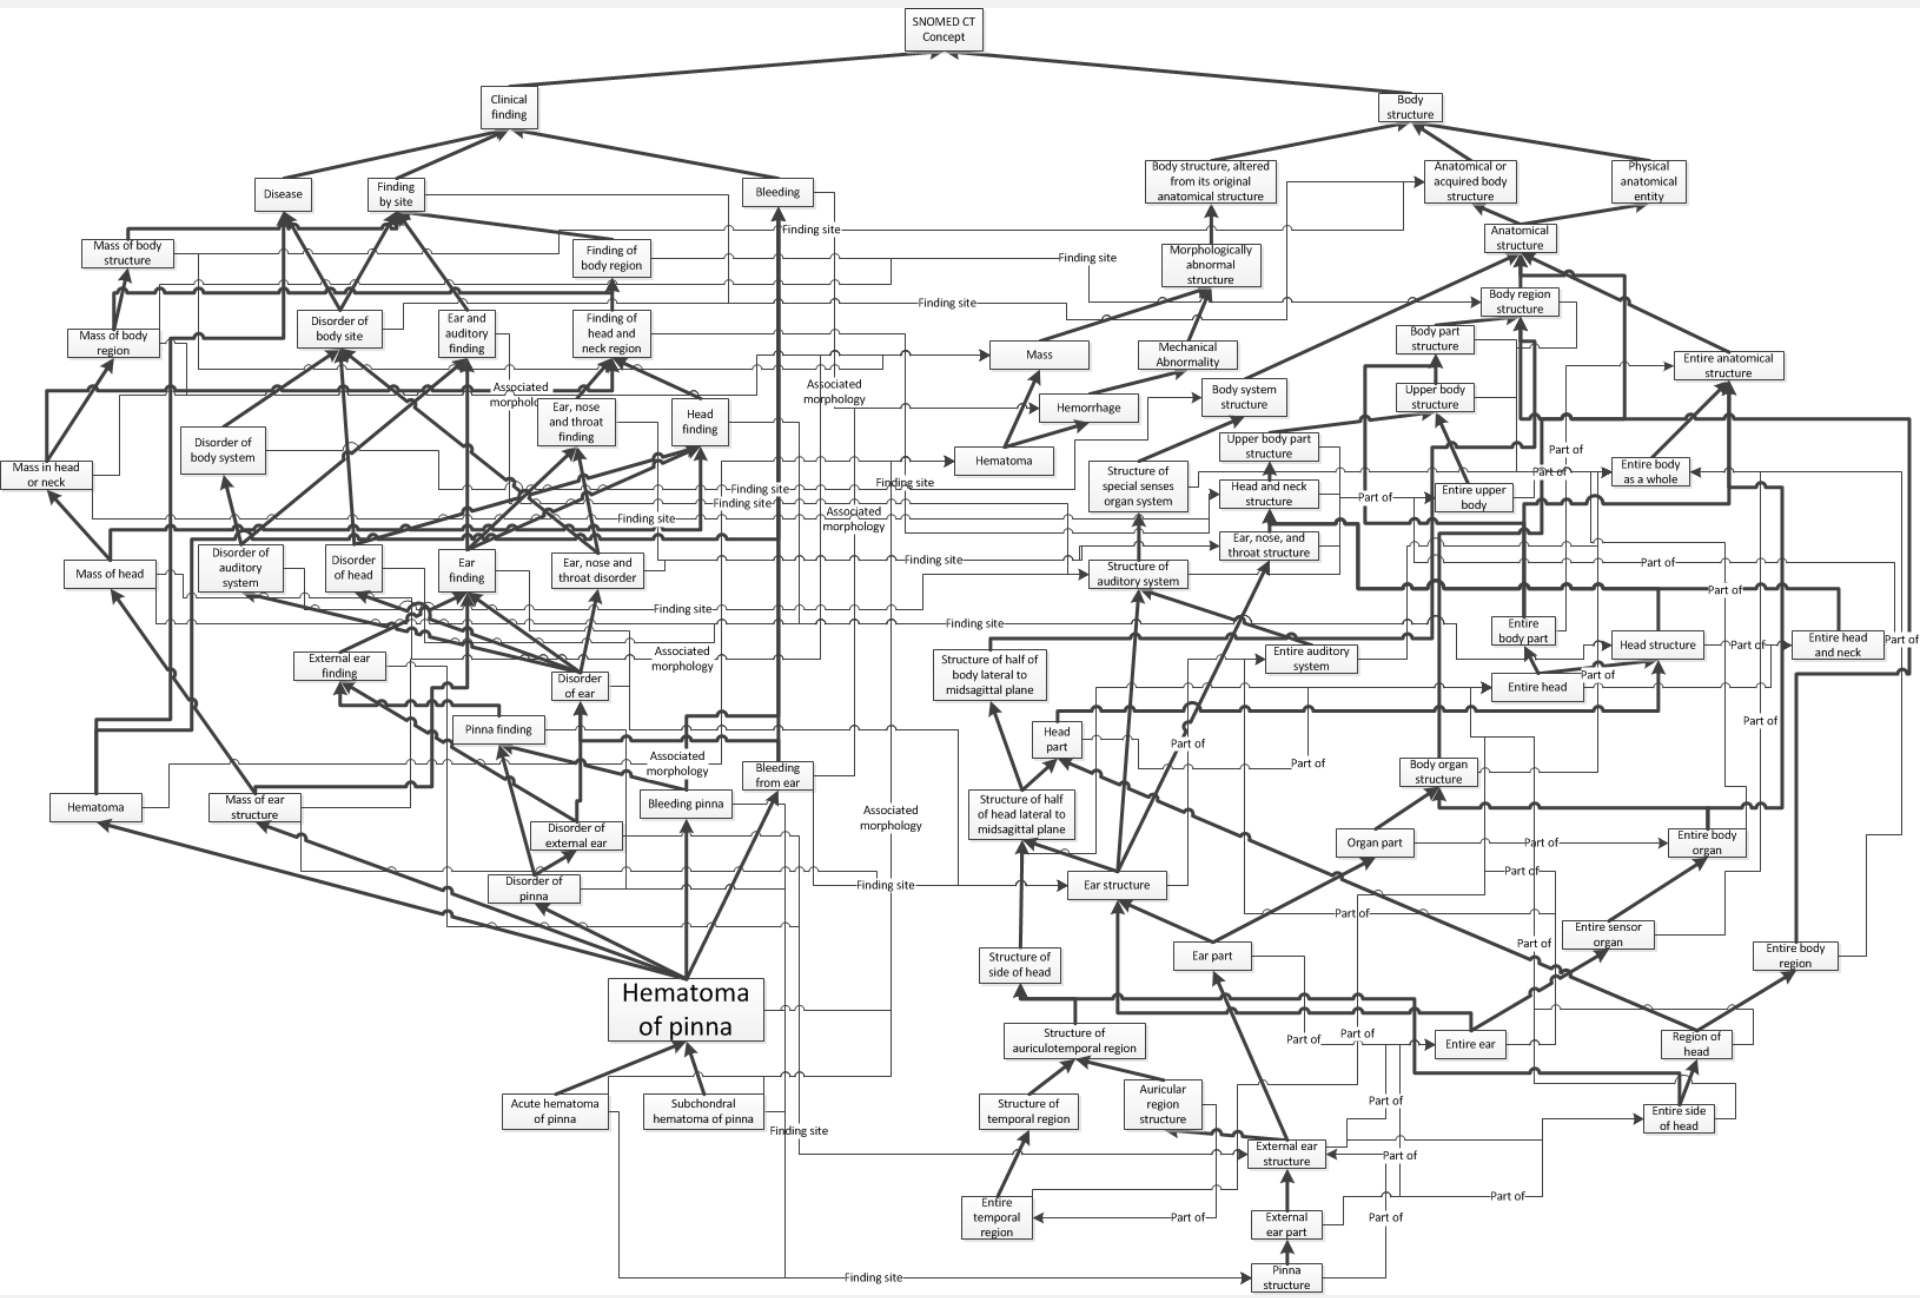 SNOMED CT
Concept
Clinical
finding
Body
structure
Disease
Finding
by site
Bleeding
Body structure, altered
from its original
anatomical structure
Anatomical or
acquired body
structure
Physical
anatomical
entity
Mass of body
structure
Finding of
body region
Finding site
Finding site
Morphologically
abnormal
structure
Anatomical
structure
Mass of body
region
Disorder of
body site
Ear and
auditory
finding
Finding of
head and
neck region
Finding site
Body region
structure
Body part
structure
Mass
Mechanical
Abnormality
Entire anatomical
structure
Associated
morpholo
Associated
morphology
Body system
structure
Upper body
structure
Ear, nose
and throat
finding
Head
finding
Hemorrhage
Disorder of
body system
Hematoma
Upper body part
structure
Part of
Mass in head
or neck
Finding site
Finding site
Finding site
Structure of
special senses
organ system
Head and neck
structure
Part of
Part of
Entire upper
body
Entire body
as a whole
Finding site
Associated
morphology
Ear, nose, and
throat structure
Mass of head
Disorder of
auditory
system
Disorder
of head
Ear
finding
Ear, nose and
throat disorder
Finding site
Structure of
auditory system
Part of
Part of
Finding site
Finding site
Entire
body part
Head structure
Part of
Entire head
and neck
Part of
External ear
finding
Associated
morphology
Disorder
of ear
Structure of half of
body lateral to
midsagittal plane
Entire auditory
system
Entire head
Part of
Pinna finding
Head
part
Part of
Part of
Part of
Associated
morphology
Bleeding
from ear
Body organ
structure
Hematoma
Mass of ear
structure
Bleeding pinna
Associated
morphology
Structure of half
of head lateral to
midsagittal plane
Disorder of
external ear
Organ part
Part of
Entire body
organ
Disorder of
pinna
Finding site
Ear structure
Part of
Part of
Entire sensor
organ
Part of
Ear part
Entire body
region
Structure of
side of head
Hematoma
of pinna
Structure of
auriculotemporal region
Part of
Part of
Entire ear
Region of
head
Acute hematoma
of pinna
Subchondral
hematoma of pinna
Structure of
temporal region
Auricular
region
structure
Part of
Entire side
of head
Finding site
External ear
structure
Part of
Part of
Entire
temporal
region
Part of
External
ear part
Part of
Finding site
Pinna
structure